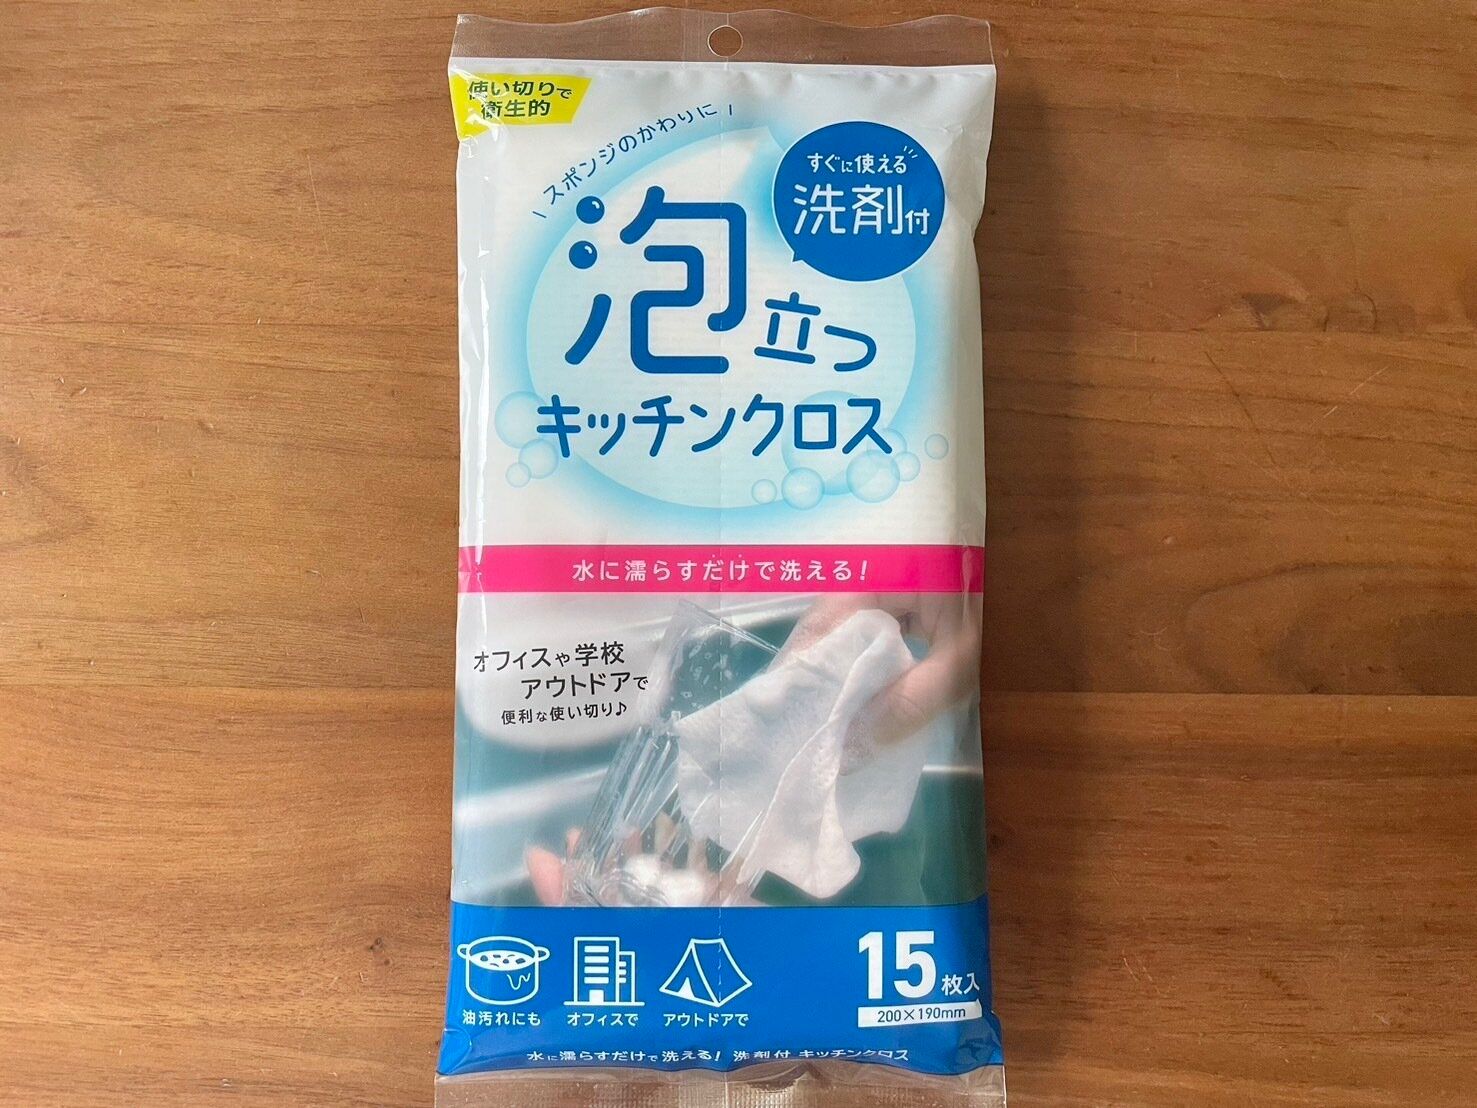 使い切りで
衛生的
\ スポンジのかわりに /
すぐに使える
洗剤付
泡立つ
キッチンクロス
水に濡らすだけで洗える!
オフィスや学校
アウトドアで
便利な使い切り♪
油汚れにも
オフィスで
アウトドアで
15枚入
200×190mm
水に濡らすだけで洗える! 洗剤付 キッチンクロス